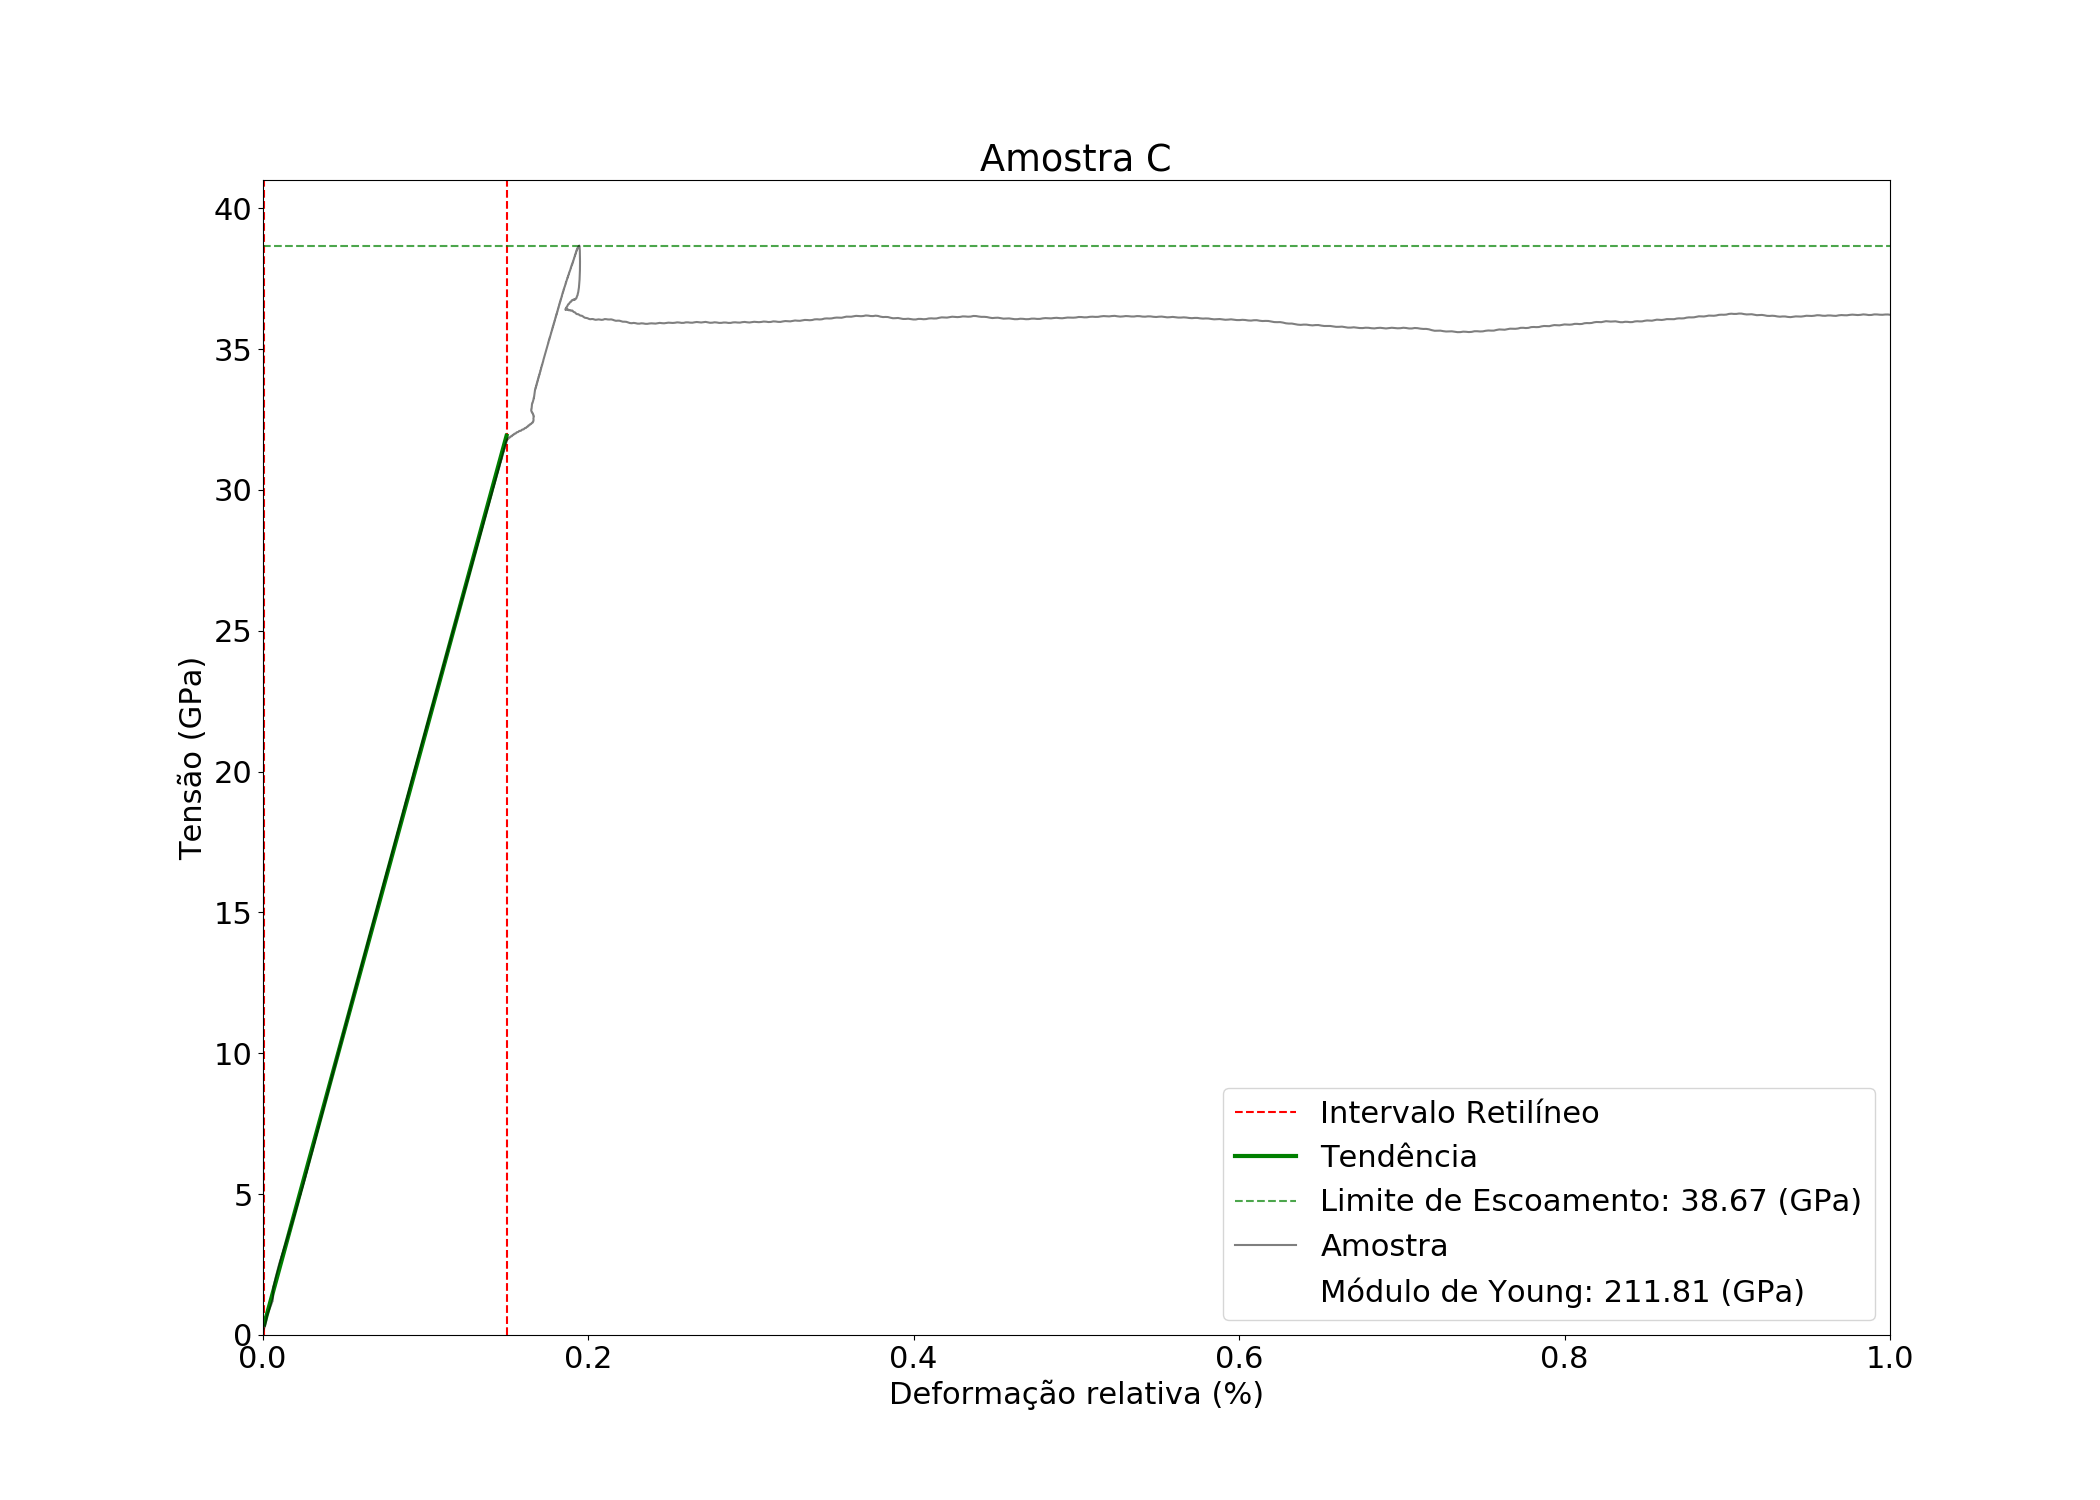 Amostra C
40
35
30
25
20
15
10
5
0
Tensão (GPa)
0.0 0.2 0.4 0.6 0.8 1.0
Deformação relativa (%)
Intervalo Retilíneo
Tendência
Limite de Escoamento: 38.67 (GPa)
Amostra
Módulo de Young: 211.81 (GPa)